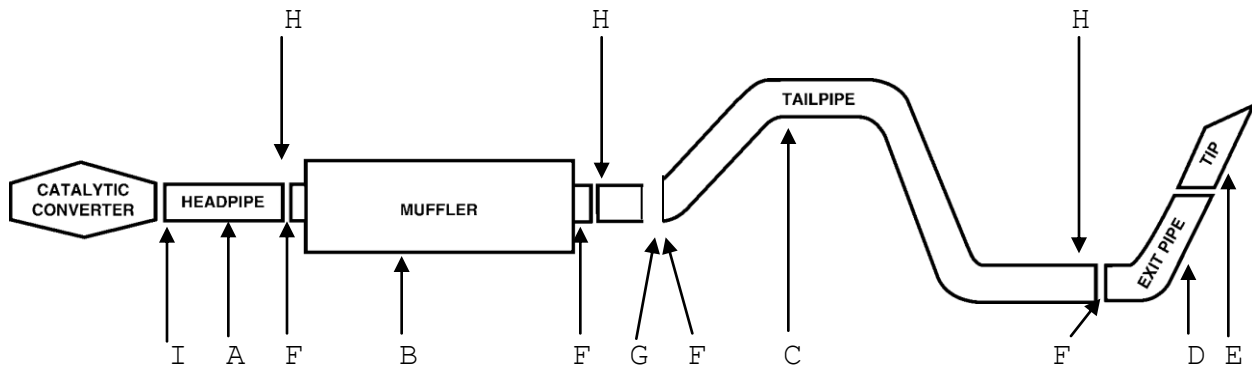 H
H
H
CATALYTIC
CONVERTER
HEADPIPE
MUFFLER
TAILPIPE
EXIT PIPE
TIP
I
A
F
B
F
G
F
C
F
D
E